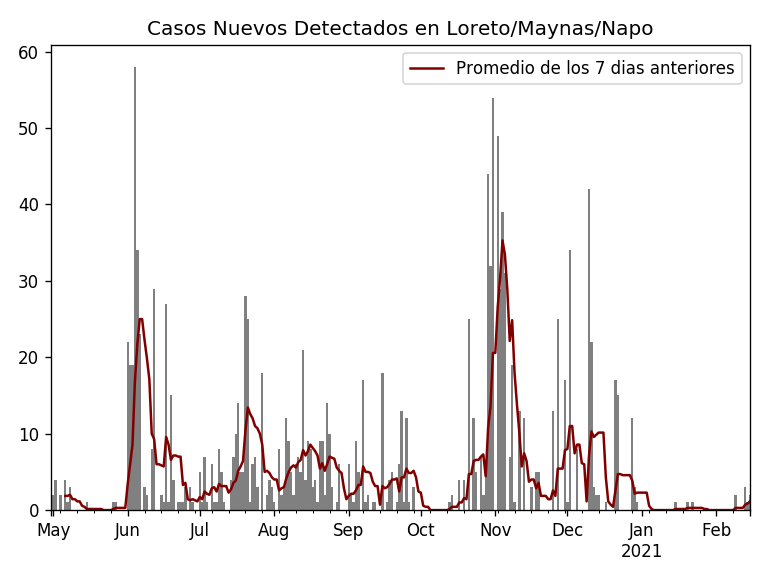 Casos Nuevos Detectados en Loreto/Maynas/Napo
Promedio de los 7 dias anteriores
60
50
40
30
20
10
0
May Jun Jul Aug Sep Oct Nov Dec Jan Feb
2021